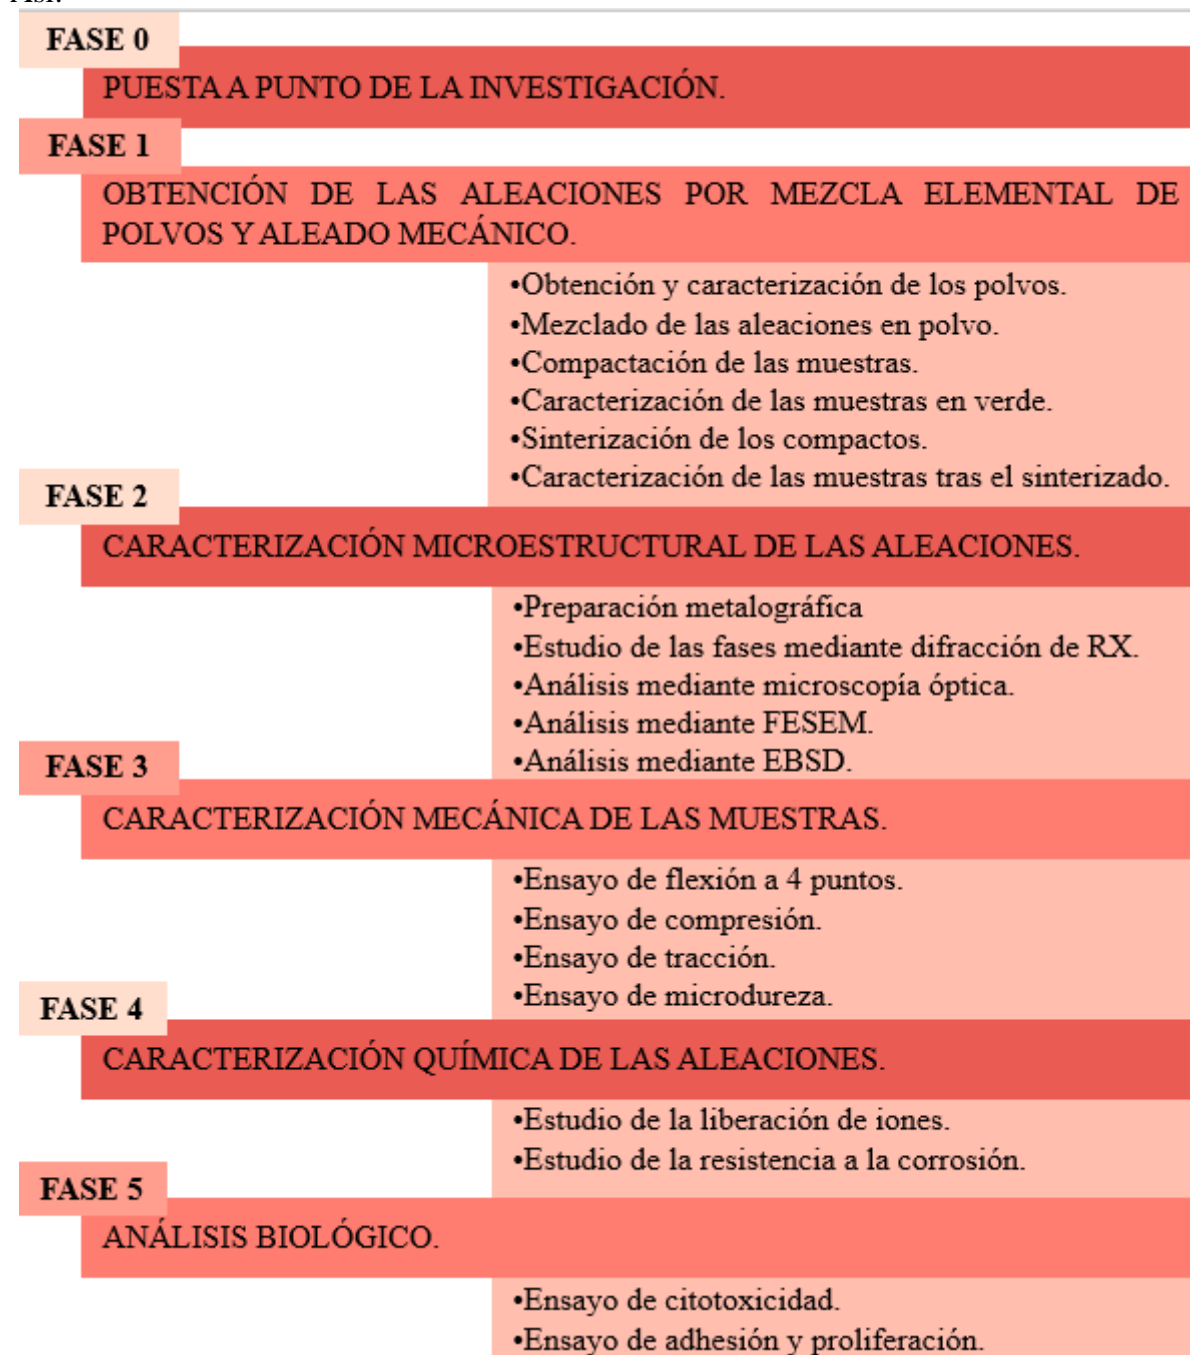 Así:
FASE 0
PUESTA A PUNTO DE LA INVESTIGACIÓN.
FASE 1
OBTENCIÓN DE LAS ALEACIONES POR MEZCLA ELEMENTAL DE
POLVOS Y ALEADO MECÁNICO.
•Obtención y caracterización de los polvos.
•Mezclado de las aleaciones en polvo.
•Compactación de las muestras.
•Caracterización de las muestras en verde.
•Sinterización de los compactos.
•Caracterización de las muestras tras el sinterizado.
FASE 2
CARACTERIZACIÓN MICROESTRUCTURAL DE LAS ALEACIONES.
•Preparación metalográfica
•Estudio de las fases mediante difracción de RX.
•Análisis mediante microscopía óptica.
•Análisis mediante FESEM.
•Análisis mediante EBSD.
FASE 3
CARACTERIZACIÓN MECÁNICA DE LAS MUESTRAS.
•Ensayo de flexión a 4 puntos.
•Ensayo de compresión.
•Ensayo de tracción.
•Ensayo de microdureza.
FASE 4
CARACTERIZACIÓN QUÍMICA DE LAS ALEACIONES.
•Estudio de la liberación de iones.
•Estudio de la resistencia a la corrosión.
FASE 5
ANÁLISIS BIOLÓGICO.
•Ensayo de citotoxicidad.
•Ensayo de adhesión y proliferación.